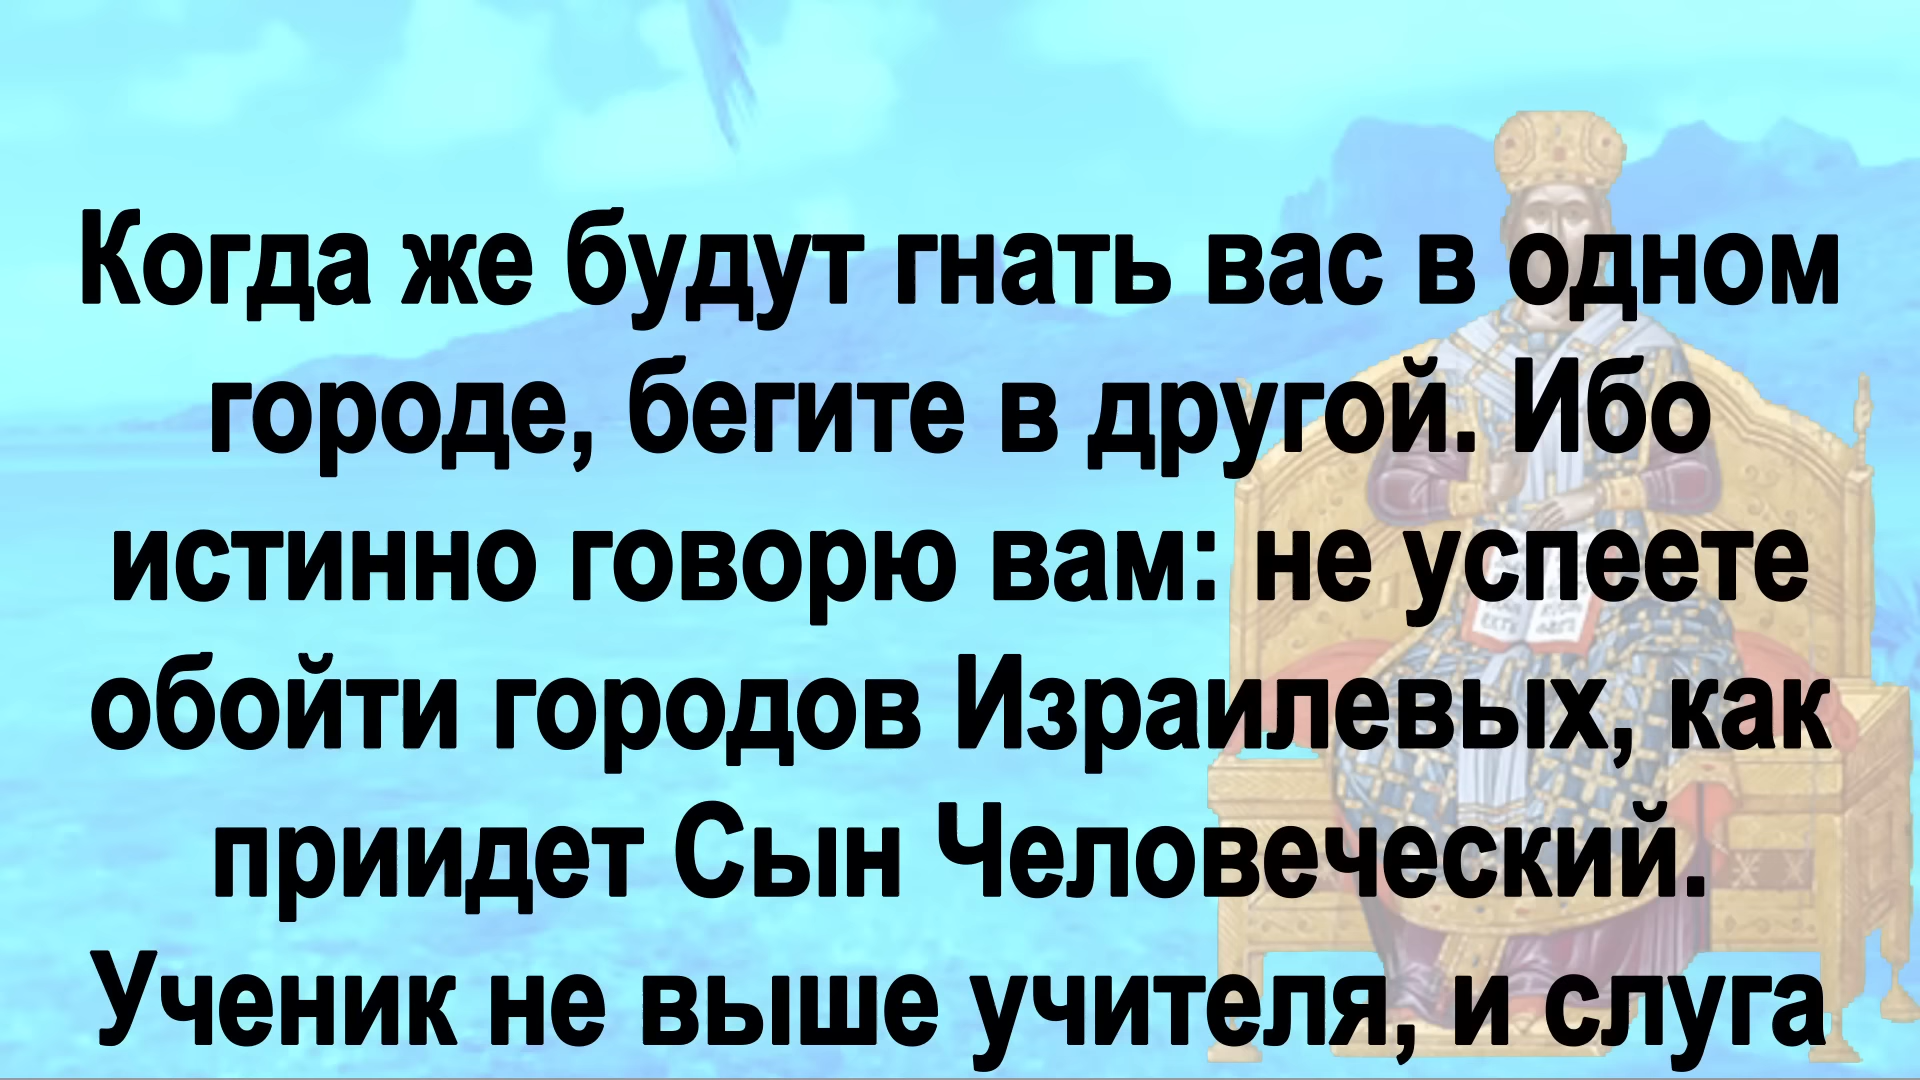 Когда же будут гнать вас в одном
городе, бегите в другой. Ибо
истинно говорю вам: не успеете
обойти городов Израилевых, как
приидет Сын Человеческий.
Ученик не выше учителя, и слуга